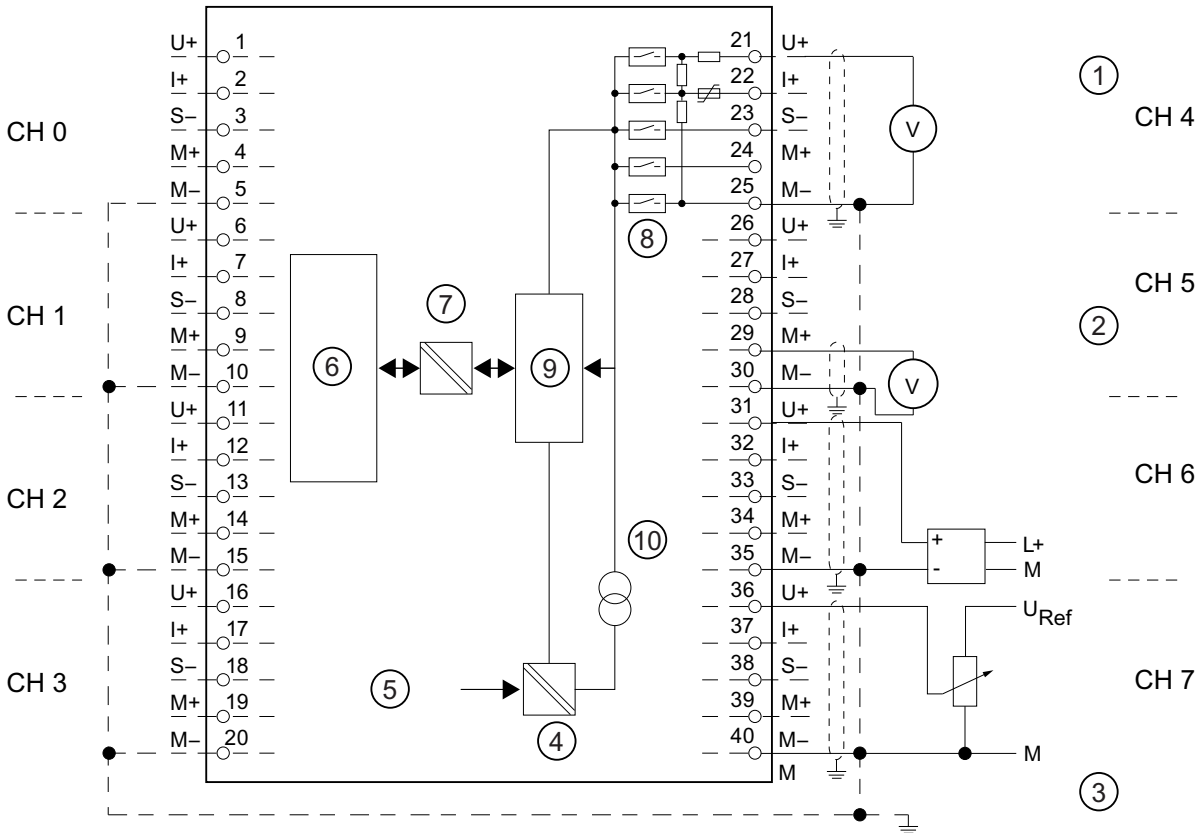 CH 0
U+ 1
I+ 2
S– 3
M+ 4
M– 5
CH 1
U+ 6
I+ 7
S– 8
M+ 9
M– 10
CH 2
U+ 11
I+ 12
S– 13
M+ 14
M– 15
CH 3
U+ 16
I+ 17
S– 18
M+ 19
M– 20
6
7
9
8
10
5
4
21 U+
22 I+
23 S–
24 M+
25 M–
V
1
CH 4
26 U+
27 I+
28 S–
29 M+
30 M–
V
CH 5
2
31 U+
32 I+
33 S–
34 M+
35 M–
+
-
L+
M
CH 6
36 U+
37 I+
38 S–
39 M+
40 M–
M
URef
M
CH 7
3